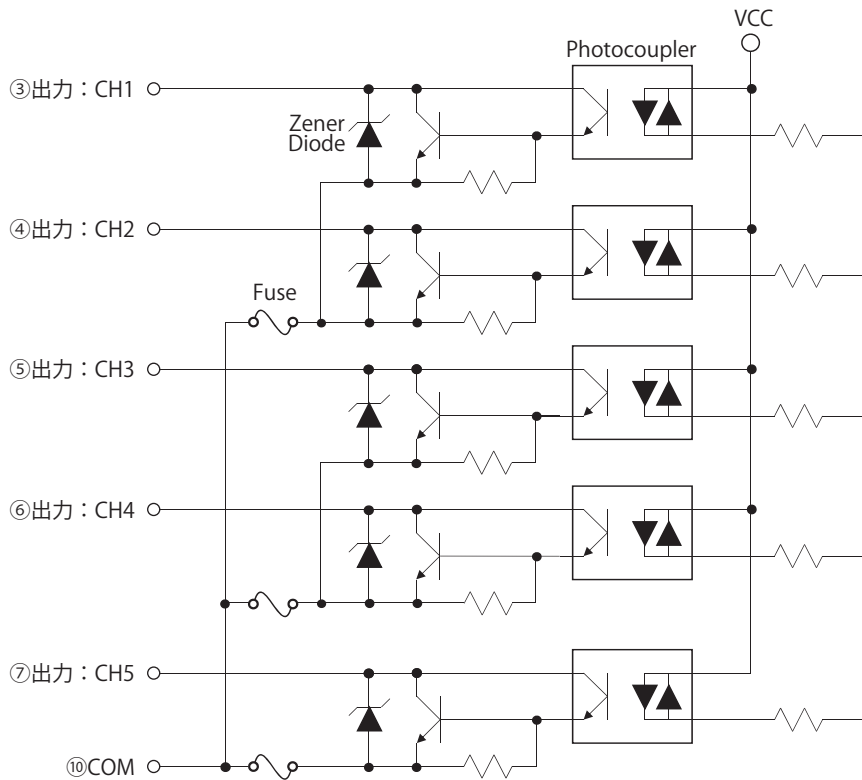 VCC
Photocoupler
③出力：CH1
Zener
Diode
④出力：CH2
Fuse
⑤出力：CH3
⑥出力：CH4
⑦出力：CH5
⑩COM